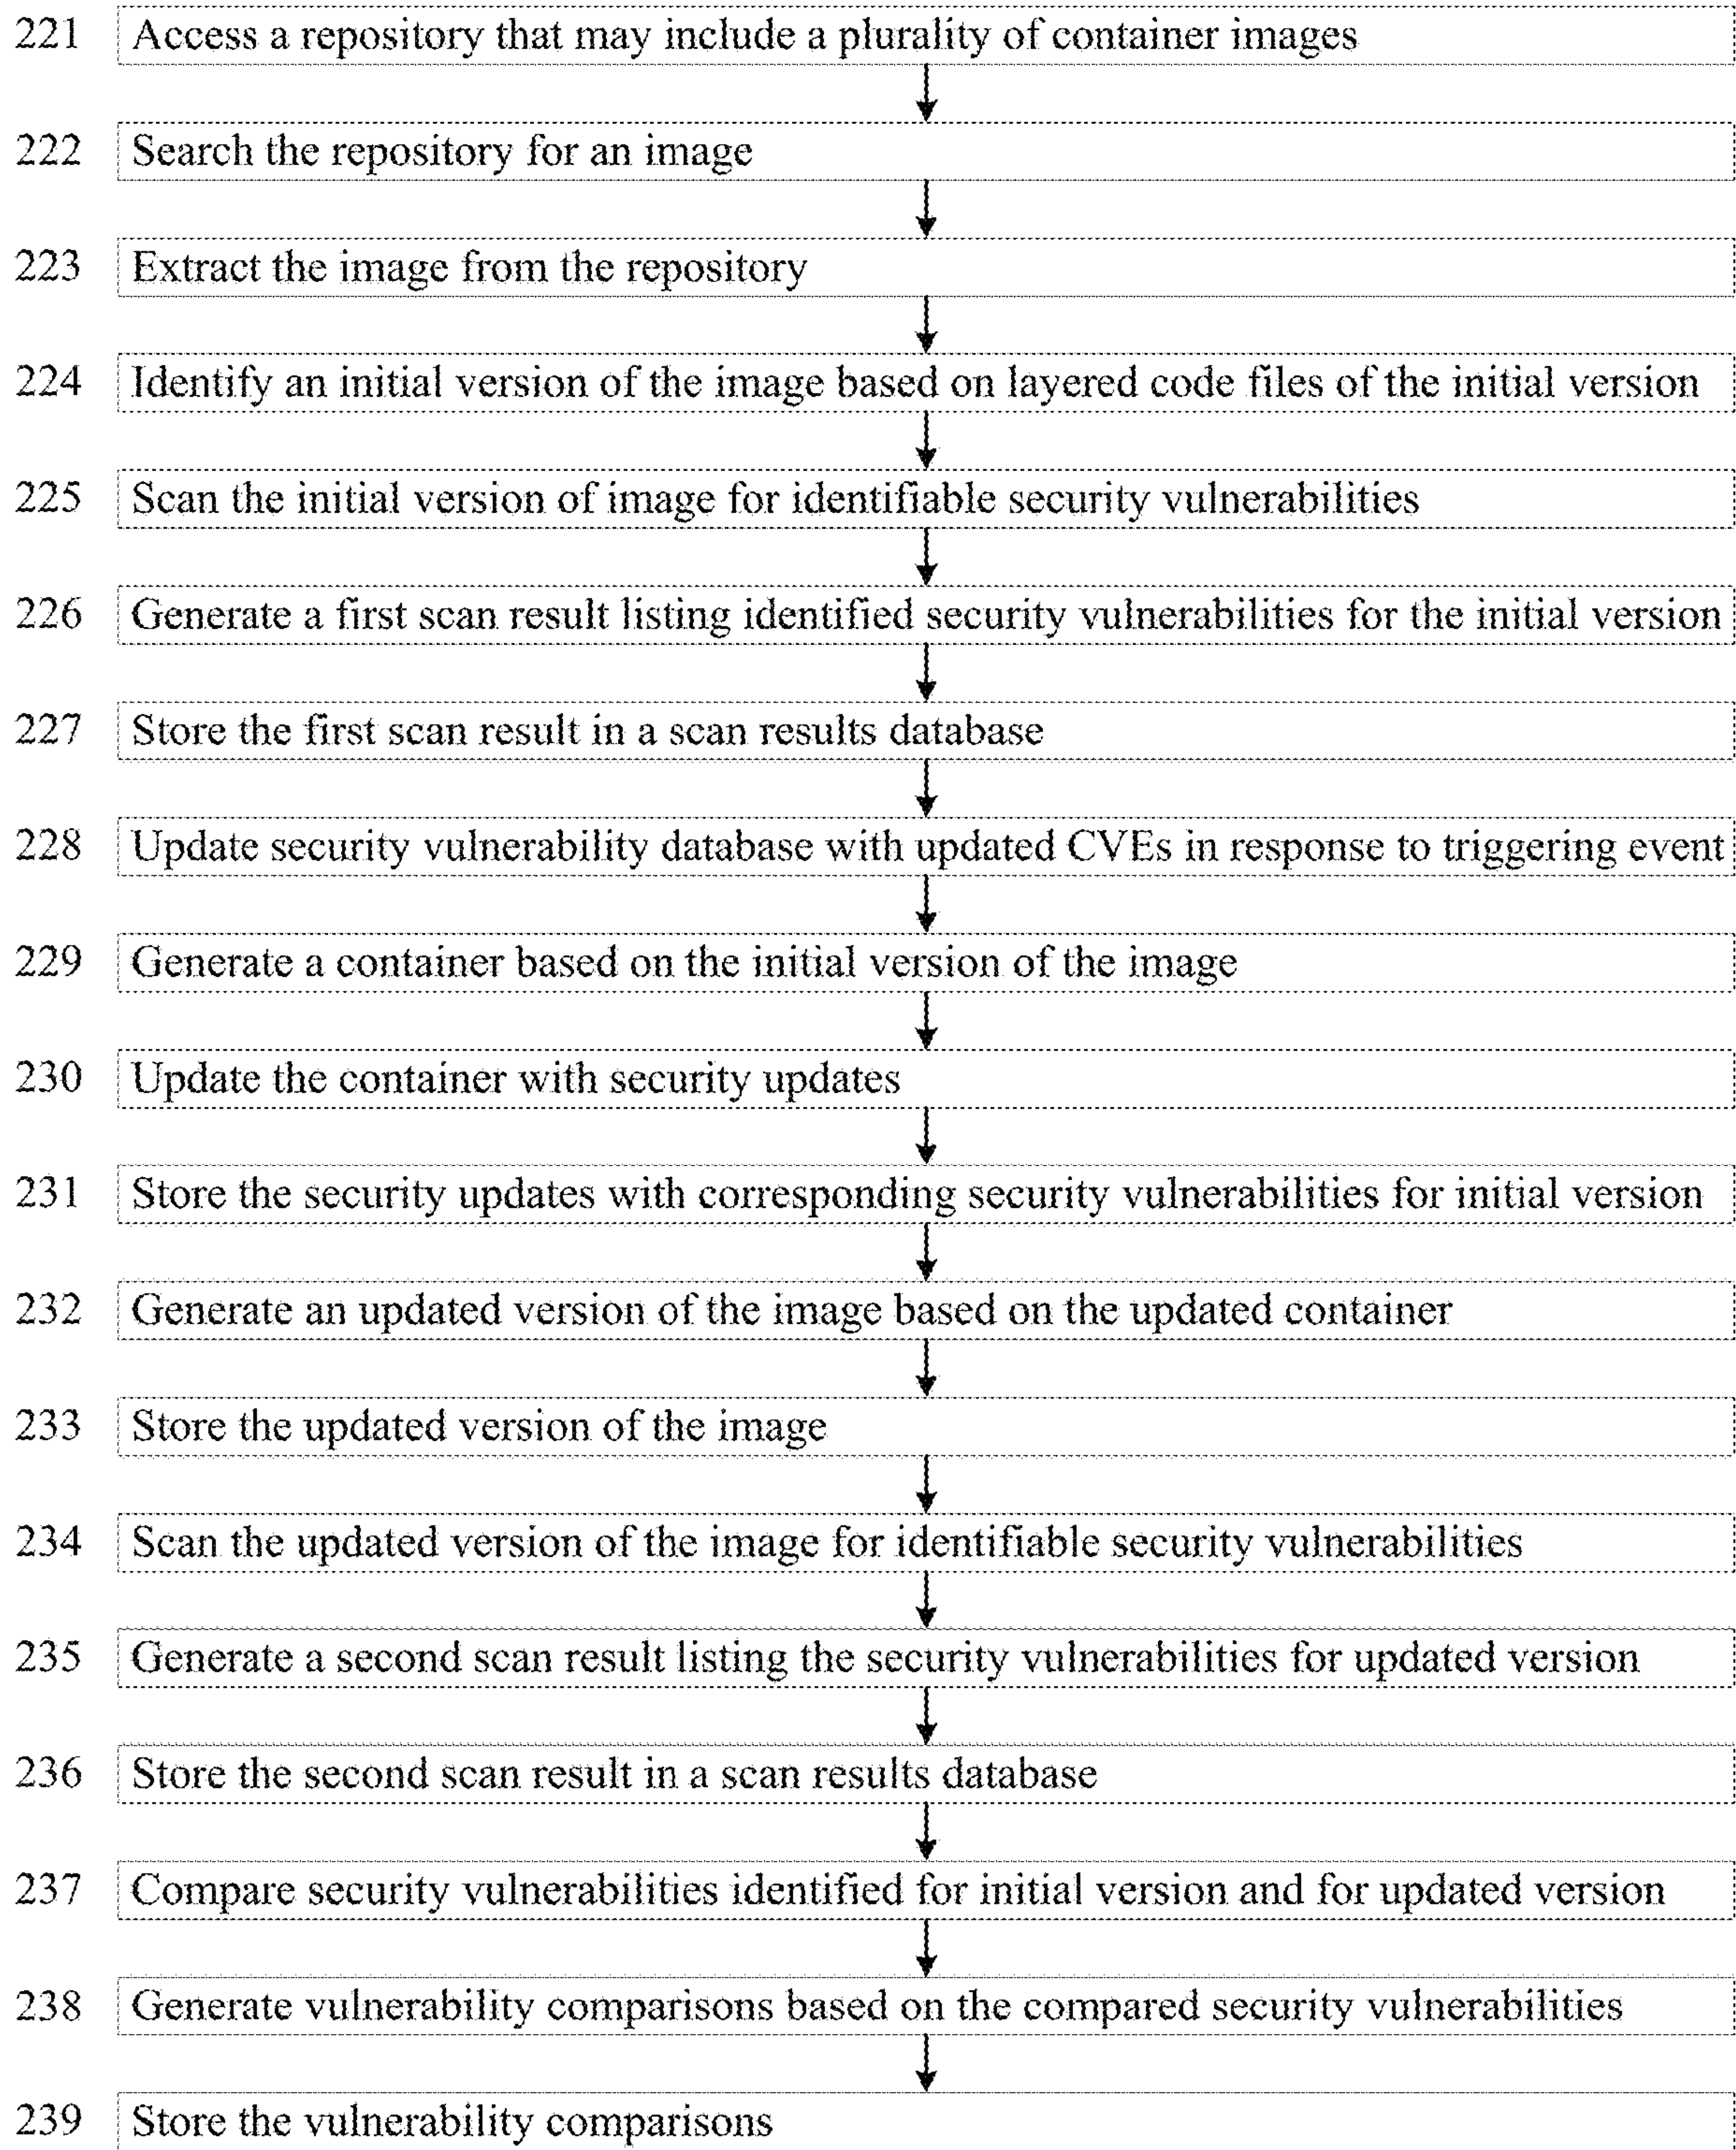 221 Access a repository that may include a plurality of container images
222 Search the repository for an image
223 Extract the image from the repository
224 Identify an initial version of the image based on layered code files of the initial version
225 Scan the initial version of image for identifiable security vulnerabilities
226 Generate a first scan result listing identified security vulnerabilities for the initial version
227 Store the first scan result in a scan results database
228 Update security vulnerability database with updated CVEs in response to triggering event
229 Generate a container based on the initial version of the image
230 Update the container with security updates
231 Store the security updates with corresponding security vulnerabilities for initial version
232 Generate an updated version of the image based on the updated container
233 Store the updated version of the image
234 Scan the updated version of the image for identifiable security vulnerabilities
235 Generate a second scan result listing the security vulnerabilities for updated version
236 Store the second scan result in a scan results database
237 Compare security vulnerabilities identified for initial version and for updated version
238 Generate vulnerability comparisons based on the compared security vulnerabilities
239 Store the vulnerability comparisons